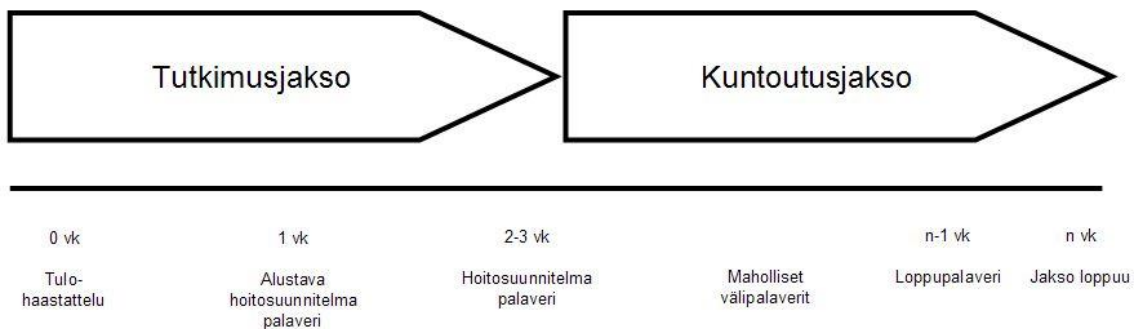 Tutkimusjakso
Kuntoutusjakso
0 vk
1 vk
2-3 vk
n-1 vk
n vk
Tulo-
haastattelu
Alustava
hoitosuunnitelma
palaveri
Hoitosuunnitelma
palaveri
Maholliset
välipalaverit
Loppupalaveri
Jakso loppuu